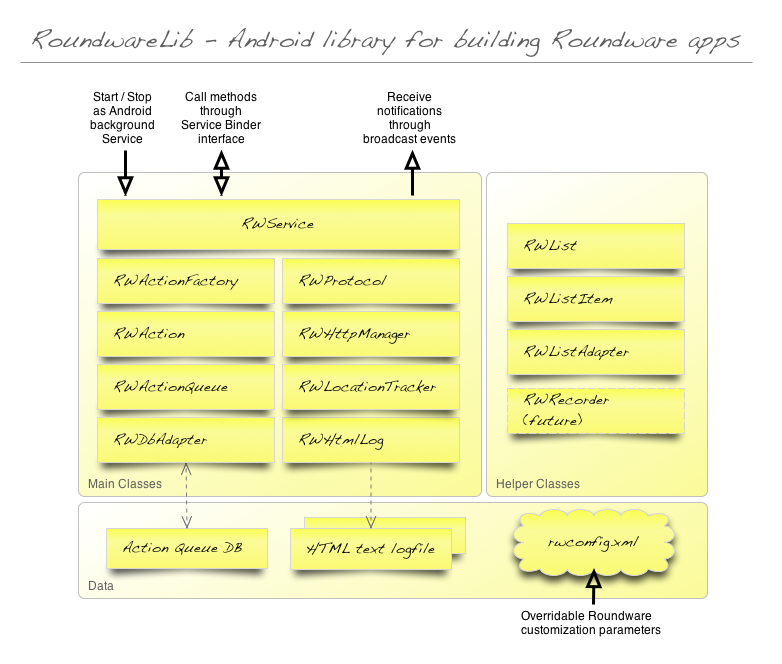 RoundwareLib - Android library for building Roundware apps
Start / Stop
as Android
background
Service
Call methods
through
Service Binder
interface
Receive
notifications
through
broadcast events
RWService
RWActionFactory
RWProtocol
RWAction
RWHttpManager
RWActionQueue
RWLocationTracker
RWDbAdapter
RWHtmlLog
Main Classes
RWList
RWListItem
RWListAdapter
RWRecorder
(future)
Helper Classes
Action Queue DB
HTML text logfile
rwconfig.xml
Data
Overridable Roundware
customization parameters